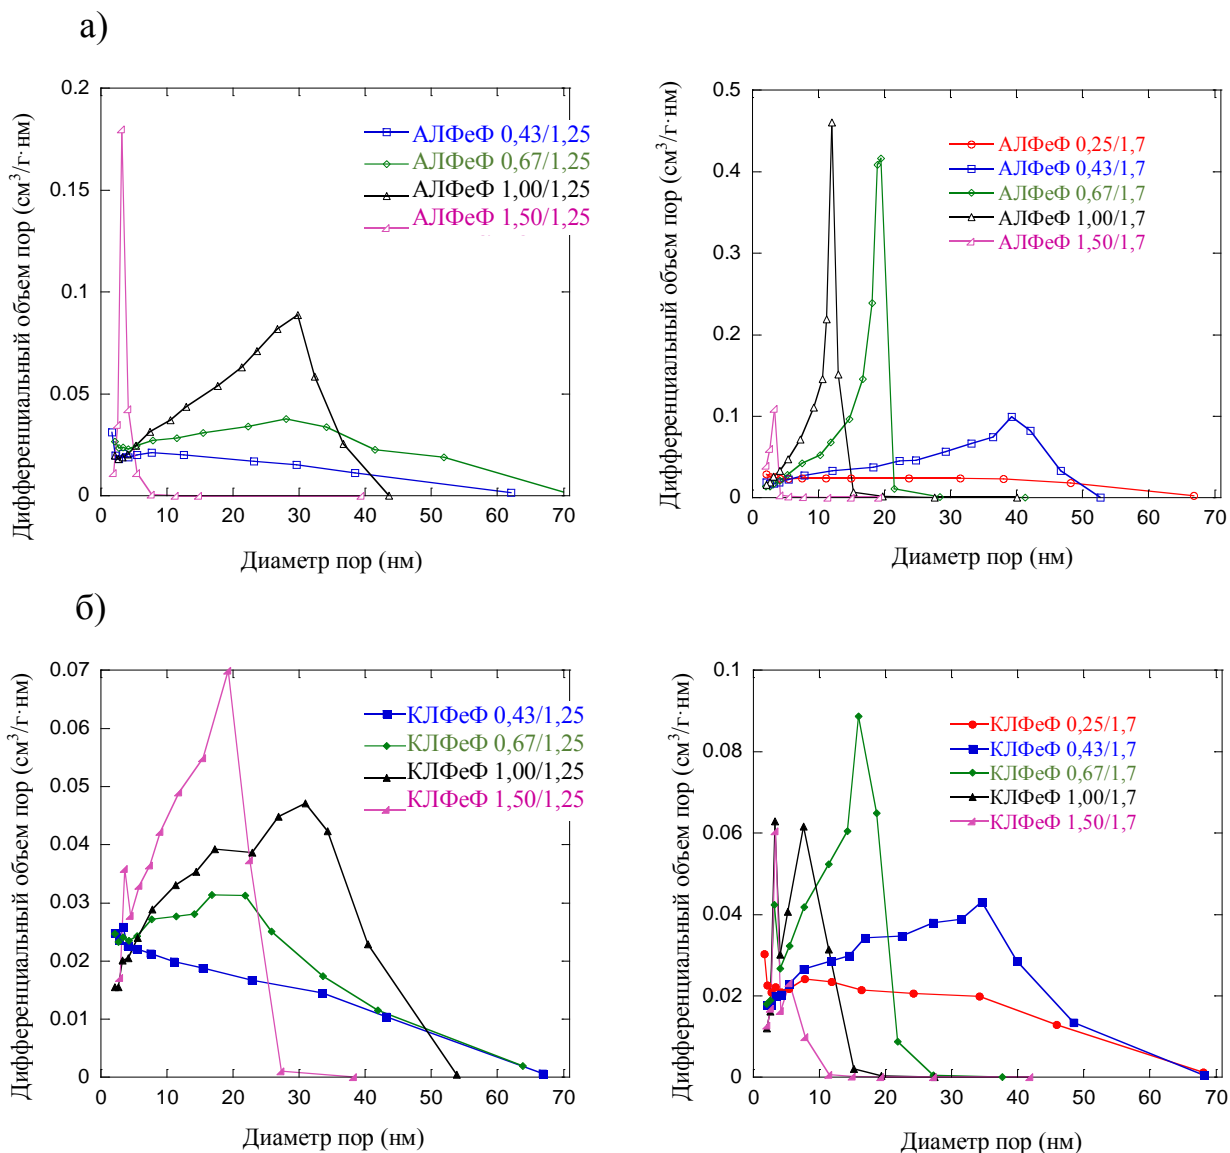 а)
Дифференциальный объем пор (см³/г·нм)
0.2
0.15
0.1
0.05
0
АЛФеФ 0,43/1,25
АЛФеФ 0,67/1,25
АЛФеФ 1,00/1,25
АЛФеФ 1,50/1,25
0 10 20 30 40 50 60 70
Диаметр пор (нм)
Дифференциальный объем пор (см³/г·нм)
0.5
0.4
0.3
0.2
0.1
0
АЛФеФ 0,25/1,7
АЛФеФ 0,43/1,7
АЛФеФ 0,67/1,7
АЛФеФ 1,00/1,7
АЛФеФ 1,50/1,7
0 10 20 30 40 50 60 70
Диаметр пор (нм)
б)
Дифференциальный объем пор (см³/г·нм)
0.07
0.06
0.05
0.04
0.03
0.02
0.01
0
КЛФеФ 0,43/1,25
КЛФеФ 0,67/1,25
КЛФеФ 1,00/1,25
КЛФеФ 1,50/1,25
0 10 20 30 40 50 60 70
Диаметр пор (нм)
Дифференциальный объем пор (см³/г·нм)
0.1
0.08
0.06
0.04
0.02
0
КЛФеФ 0,25/1,7
КЛФеФ 0,43/1,7
КЛФеФ 0,67/1,7
КЛФеФ 1,00/1,7
КЛФеФ 1,50/1,7
0 10 20 30 40 50 60 70
Диаметр пор (нм)